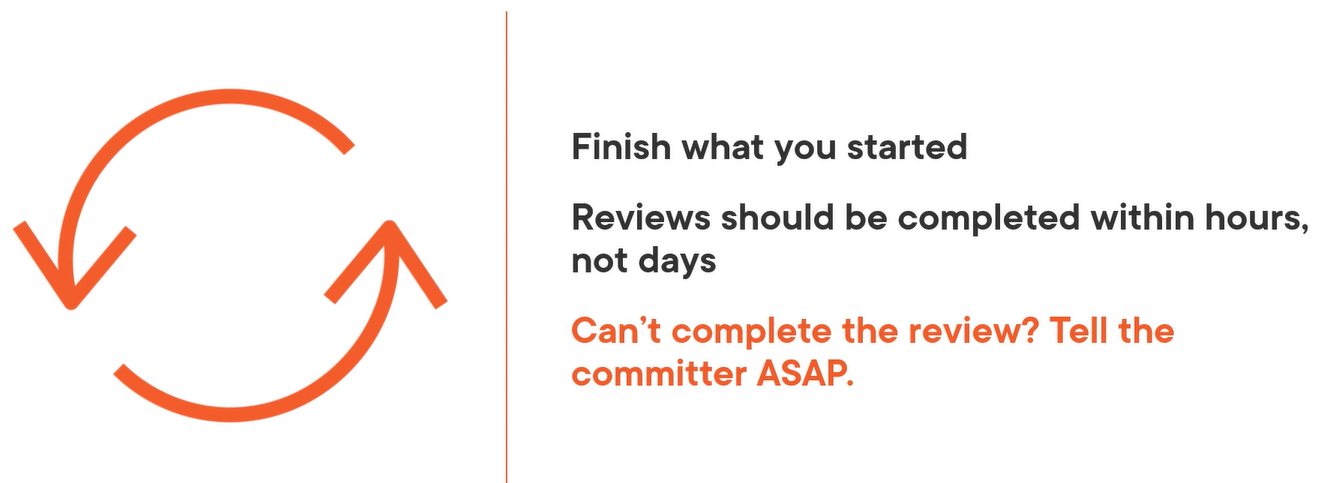 Finish what you started
Reviews should be completed within hours,
not days
Can’t complete the review? Tell the
committer ASAP.